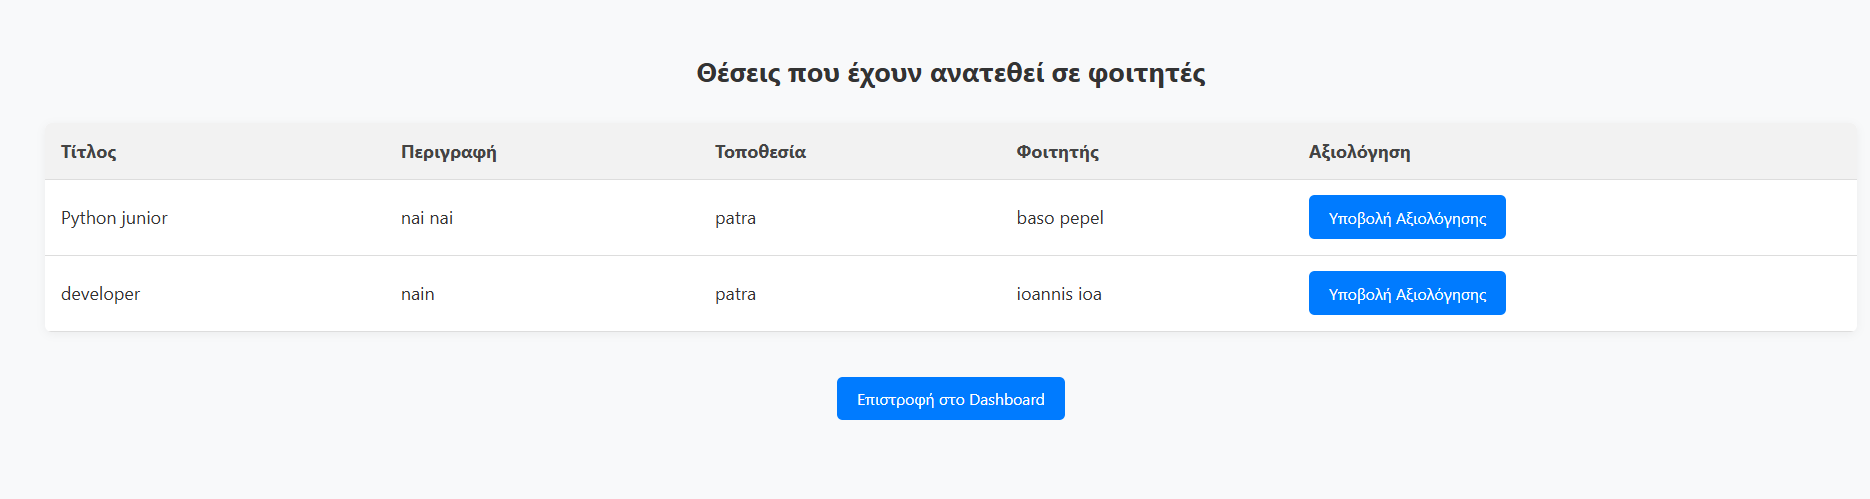 Θέσεις που έχουν ανατεθεί σε φοιτητές
Τίτλος Περιγραφή Τοποθεσία Φοιτητής Αξιολόγηση
Python junior nai nai patra baso pepel Υποβολή Αξιολόγησης
developer nain patra ioannis ioa Υποβολή Αξιολόγησης
Επιστροφή στο Dashboard